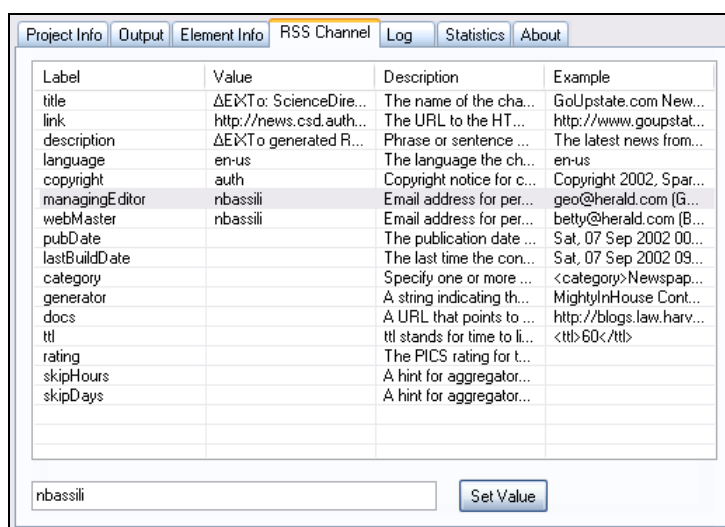 Project Info Output Element Info RSS Channel Log Statistics About
Label Value Description Example
title ΔEiXTo: ScienceDire... The name of the cha... GoUpstate.com New...
link http://news.csd.auth... The URL to the HT... http://www.goupstat...
description ΔEiXTo generated R... Phrase or sentence ... The latest news from...
language en-us The language the ch... en-us
copyright auth Copyright notice for c... Copyright 2002, Spar...
managingEditor nbassili Email address for per... geo@herald.com (G...
webMaster nbassili Email address for per... betty@herald.com (B...
pubDate The publication date ... Sat, 07 Sep 2002 00...
lastBuildDate The last time the con... Sat, 07 Sep 2002 09...
category Specify one or more ... <category>Newspap...
generator A string indicating th... MightyInHouse Cont...
docs A URL that points to ... http://blogs.law.harv...
ttl ttl stands for time to li... <ttl>60</ttl>
rating The PICS rating for t...
skipHours A hint for aggregator...
skipDays A hint for aggregator...
nbassili Set Value